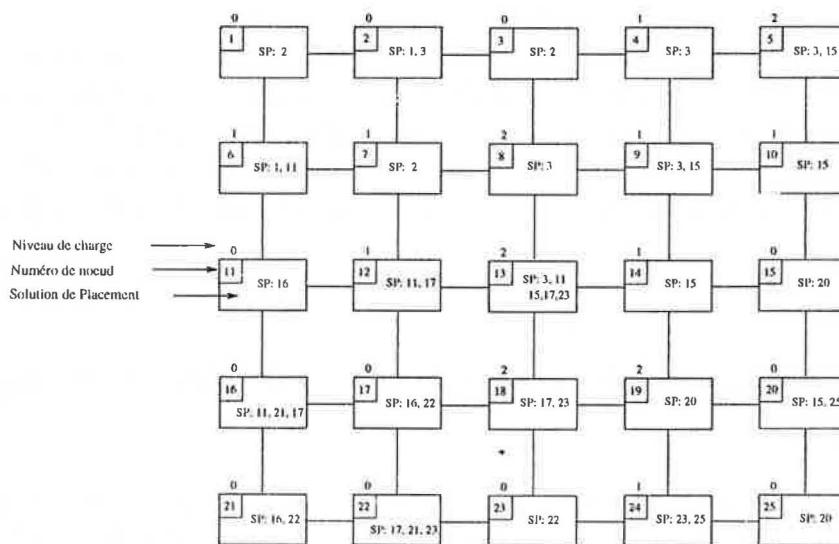 0 0 0 1 2
1 2 3 4 5
SP: 2 SP: 1, 3 SP: 2 SP: 3 SP: 3, 15
1 1 2 1 1
6 7 8 9 10
SP: 1, 11 SP: 2 SP: 3 SP: 3, 15 SP: 15
Niveau de charge
0 1 2 1 0
Numéro de noeud
11 12 13 14 15
SP: 16 SP: 11, 17 SP: 3, 11 SP: 15 SP: 20
15,17,23
Solution de Placement
0 0 2 2 0
16 17 18 19 20
SP: 11, 21, 17 SP: 16, 22 SP: 17, 23 SP: 20 SP: 15, 25
0 0 0 1 0
21 22 23 24 25
SP: 16, 22 SP: 17, 21, 23 SP: 22 SP: 23, 25 SP: 20